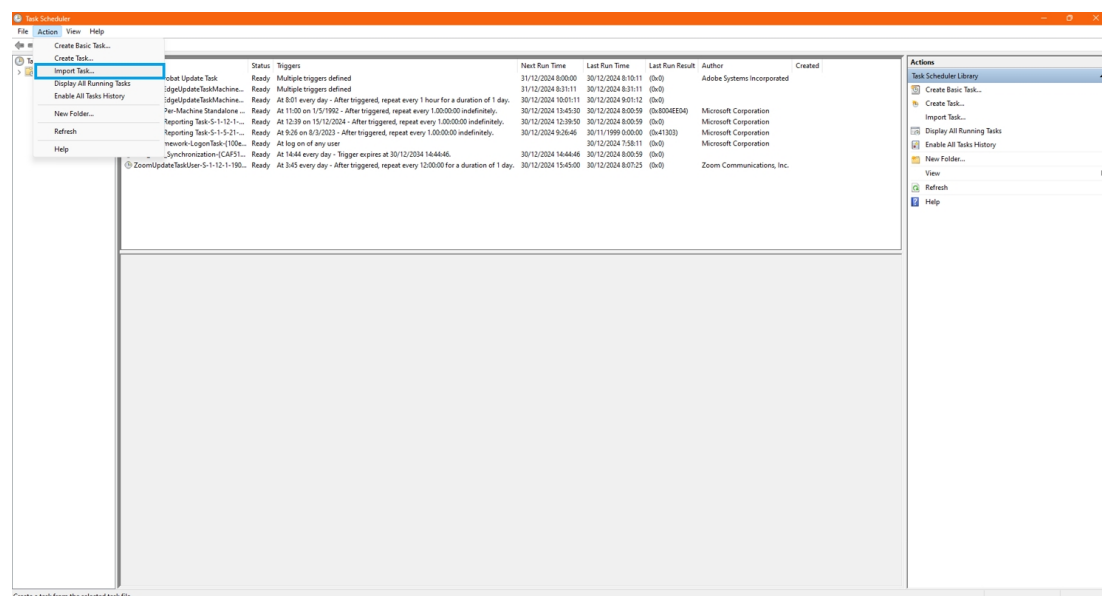 Task Scheduler
File Action View Help
Create Basic Task...
Create Task...
Import Task...
Display All Running Tasks
Enable All Tasks History
New Folder...
Refresh
Help
Status Triggers Next Run Time Last Run Time Last Run Result Author Created
obat Update Task Ready Multiple triggers defined 31/12/2024 8:00:00 30/12/2024 8:10:11 (0x0) Adobe Systems Incorporated
EdgeUpdateTaskMachine... Ready Multiple triggers defined 31/12/2024 8:31:11 30/12/2024 8:31:11 (0x0)
EdgeUpdateTaskMachine... Ready At 8:01 every day - After triggered, repeat every 1 hour for a duration of 1 day. 30/12/2024 10:01:11 30/12/2024 9:01:12 (0x0)
Per-Machine Standalone ... Ready At 11:00 on 1/5/1992 - After triggered, repeat every 1.00:00:00 indefinitely. 30/12/2024 13:45:30 30/12/2024 8:00:59 (0x8004EE04) Microsoft Corporation
Reporting Task-S-1-12-1-... Ready At 12:39 on 15/12/2024 - After triggered, repeat every 1.00:00:00 indefinitely. 30/12/2024 12:39:50 30/12/2024 8:00:59 (0x0) Microsoft Corporation
Reporting Task-S-1-5-21-... Ready At 9:26 on 8/3/2023 - After triggered, repeat every 1.00:00:00 indefinitely. 30/12/2024 9:26:46 30/11/1999 0:00:00 (0x41303) Microsoft Corporation
mework-LogonTask-{100e... Ready At log on of any user 30/12/2024 7:58:11 (0x0) Microsoft Corporation
_Synchronization-{CAF51... Ready At 14:44 every day - Trigger expires at 30/12/2034 14:44:46. 30/12/2024 14:44:46 30/12/2024 8:00:59 (0x0)
ZoomUpdateTaskUser-S-1-12-1-190... Ready At 3:45 every day - After triggered, repeat every 12:00:00 for a duration of 1 day. 30/12/2024 15:45:00 30/12/2024 8:07:25 (0x0) Zoom Communications, Inc.
Actions
Task Scheduler Library
Create Basic Task...
Create Task...
Import Task...
Display All Running Tasks
Enable All Tasks History
New Folder...
View
Refresh
Help